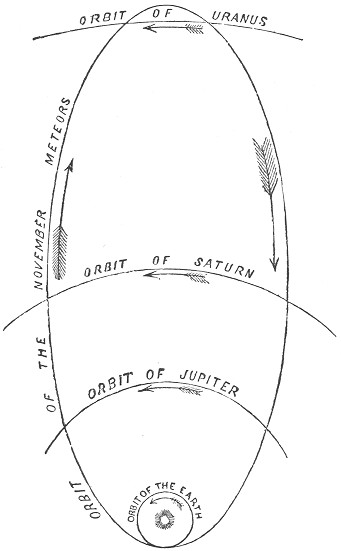 ORBIT OF URANUS
ORBIT OF THE NOVEMBER METEORS
ORBIT OF SATURN
ORBIT OF JUPITER
ORBIT OF THE EARTH